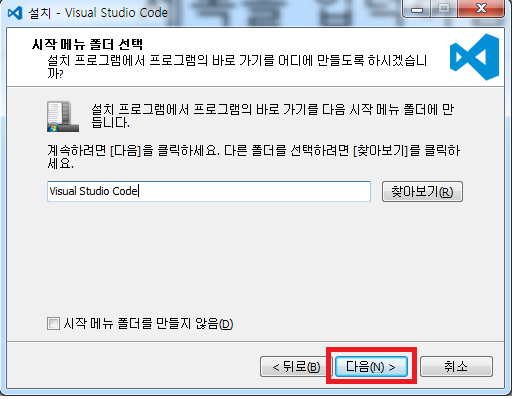 설치 - Visual Studio Code
시작 메뉴 폴더 선택
설치 프로그램에서 프로그램의 바로 가기를 어디에 만들도록 하시겠습니
까?
설치 프로그램에서 프로그램의 바로 가기를 다음 시작 메뉴 폴더에 만
듭니다.
계속하려면 [다음]을 클릭하세요. 다른 폴더를 선택하려면 [찾아보기]를 클릭하
세요.
Visual Studio Code
찾아보기(R)
시작 메뉴 폴더를 만들지 않음(D)
< 뒤로(B)
다음(N) >
취소